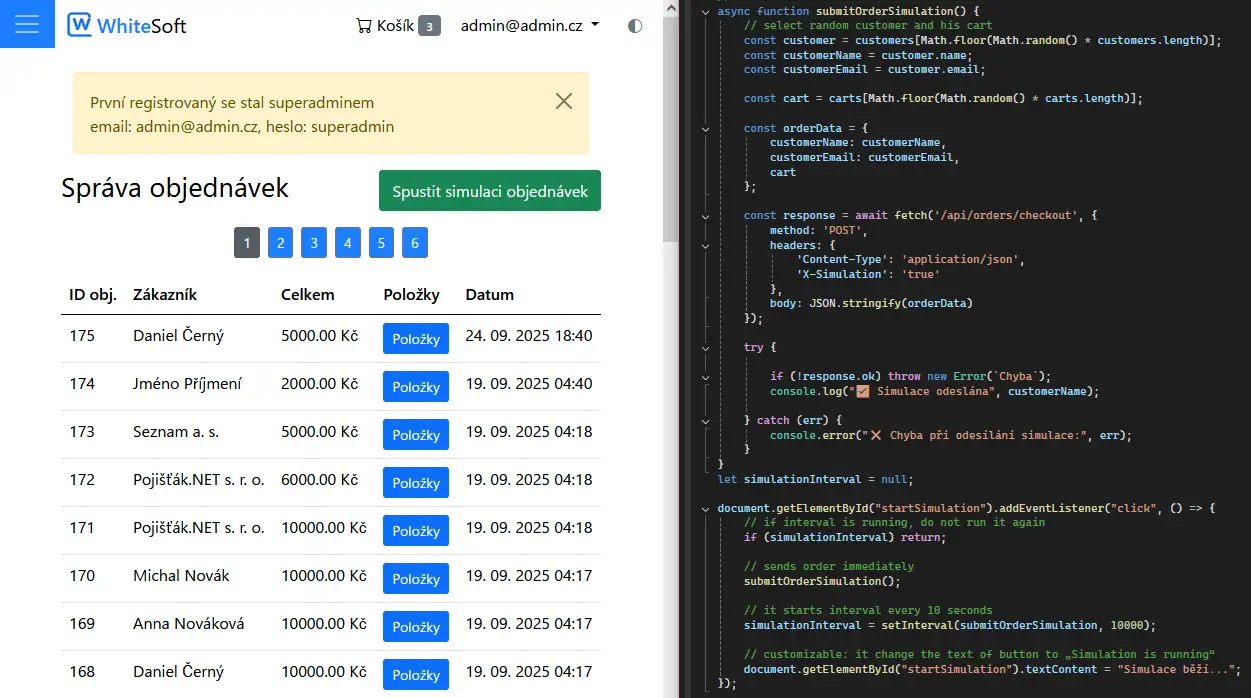 WhiteSoft
Košík 3
admin@admin.cz
První registrovaný se stal superadminem
email: admin@admin.cz, heslo: superadmin
Správa objednávek
Spustit simulaci objednávek
1 2 3 4 5 6
ID obj. Zákazník Celkem Položky Datum
175 Daniel Černý 5000.00 Kč Položky 24. 09. 2025 18:40
174 Jméno Příjmení 2000.00 Kč Položky 19. 09. 2025 04:40
173 Seznam a. s. 5000.00 Kč Položky 19. 09. 2025 04:18
172 Pojišťák.NET s. r. o. 6000.00 Kč Položky 19. 09. 2025 04:18
171 Pojišťák.NET s. r. o. 10000.00 Kč Položky 19. 09. 2025 04:18
170 Michal Novák 10000.00 Kč Položky 19. 09. 2025 04:17
169 Anna Nováková 10000.00 Kč Položky 19. 09. 2025 04:17
168 Daniel Černý 10000.00 Kč Položky 19. 09. 2025 04:17
async function submitOrderSimulation() {
// select random customer and his cart
const customer = customers[Math.floor(Math.random() * customers.length)];
const customerName = customer.name;
const customerEmail = customer.email;
const cart = carts[Math.floor(Math.random() * carts.length)];
const orderData = {
customerName: customerName,
customerEmail: customerEmail,
cart
};
const response = await fetch('/api/orders/checkout', {
method: 'POST',
headers: {
'Content-Type': 'application/json',
'X-Simulation': 'true'
},
body: JSON.stringify(orderData)
});
try {
if (!response.ok) throw new Error(`Chyba`);
console.log("✅ Simulace odeslána", customerName);
} catch (err) {
console.error("❌ Chyba při odesílání simulace:", err);
}
}
let simulationInterval = null;
document.getElementById("startSimulation").addEventListener("click", () => {
// if interval is running, do not run it again
if (simulationInterval) return;
// sends order immediately
submitOrderSimulation();
// it starts interval every 10 seconds
simulationInterval = setInterval(submitOrderSimulation, 10000);
// customizable: it change the text of button to „Simulation is running“
document.getElementById("startSimulation").textContent = "Simulace běží...";
});